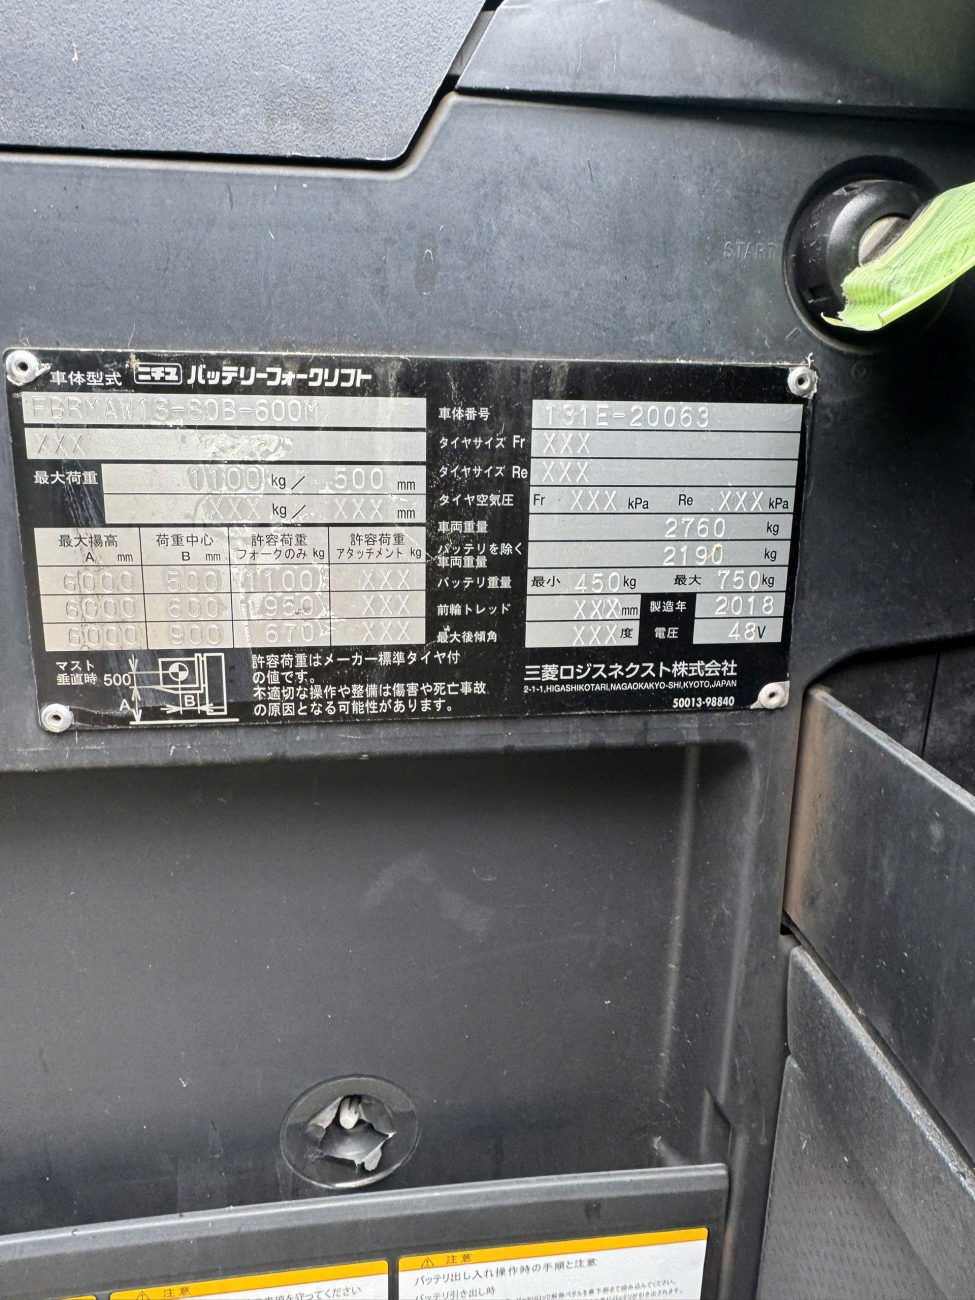 START
車体型式 ニチユ バッテリーフォークリフト
FBRMAW18-80B-600M
XXX
最大荷重 1100 kg／ 500 mm
XXX kg／ XXX mm
最大揚高 A mm 荷重中心 B mm 許容荷重 フォークのみ kg 許容荷重 アタッチメント kg
6000 500 1100 XXX
6000 600 950 XXX
6000 900 670 XXX
マスト垂直時 500 A B
許容荷重はメーカー標準タイヤ付
の値です。
不適切な操作や整備は傷害や死亡事故
の原因となる可能性があります。
車体番号 131E-20063
タイヤサイズ Fr XXX
タイヤサイズ Re XXX
タイヤ空気圧 Fr XXX kPa Re XXX kPa
車両重量 2760 kg
バッテリを除く車両重量 2190 kg
バッテリ重量 最小 450kg 最大 750kg
前輪トレッド XXX mm 製造年 2018
最大後傾角 XXX度 電圧 48V
三菱ロジスネクスト株式会社
2-1-1,HIGASHIKOTARI,NAGAOKAKYO-SHI,KYOTO,JAPAN
50013-98840
注意
注意
バッテリ出し入れ操作時の手順と注意
バッテリ引き出し時